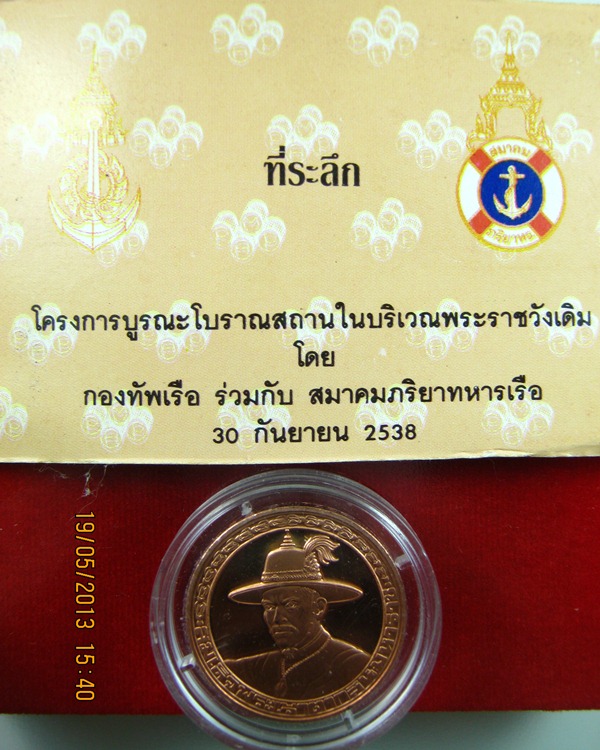 ที่ระลึก
สมาคม
โครงการบูรณะโบราณสถานในบริเวณพระราชวังเดิม
โดย
กองทัพเรือ ร่วมกับ สมาคมภริยาทหารเรือ
30 กันยายน 2538
19/05/2013 15:40